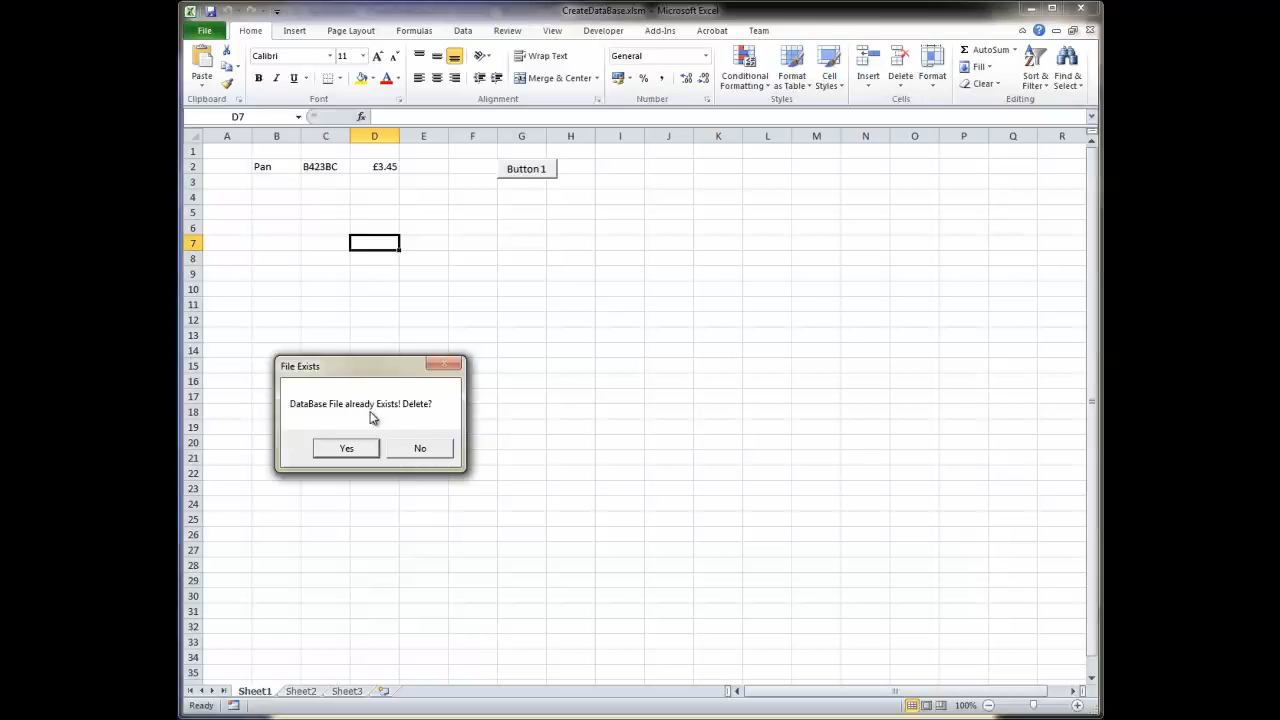 CreateDataBase.xlsm - Microsoft Excel
File Home Insert Page Layout Formulas Data Review View Developer Add-Ins Acrobat Team
Calibri 11 Wrap Text General AutoSum
Paste B I U Merge & Center % Conditional Formatting Format as Table Cell Styles Insert Delete Format Fill Clear Sort & Filter Find & Select
Clipboard Font Alignment Number Styles Cells Editing
D7 fx
A B C D E F G H I J K L M N O P Q R
1
2 Pan B423BC £3.45 Button 1
3
4
5
6
7
8
9
10
11
12
13
14
15
16
17
18
19
20
21
22
23
24
25
26
27
28
29
30
31
32
33
34
35
File Exists
DataBase File already Exists! Delete?
Yes No
Sheet1 Sheet2 Sheet3
Ready 100%